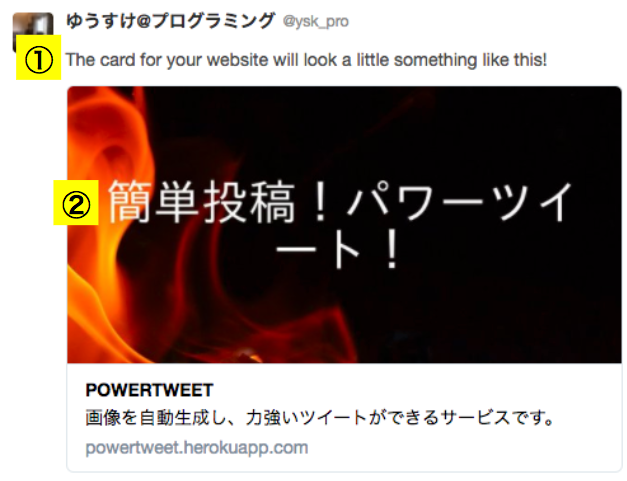 ゆうすけ@プログラミング @ysk_pro
① The card for your website will look a little something like this!
② 簡単投稿！パワーツイ
ート！
POWERTWEET
画像を自動生成し、力強いツイートができるサービスです。
powertweet.herokuapp.com